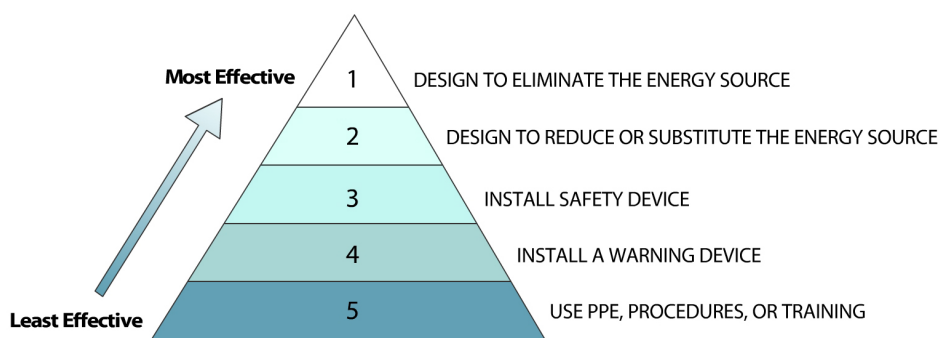 Most Effective
1
DESIGN TO ELIMINATE THE ENERGY SOURCE
2
DESIGN TO REDUCE OR SUBSTITUTE THE ENERGY SOURCE
3
INSTALL SAFETY DEVICE
4
INSTALL A WARNING DEVICE
Least Effective
5
USE PPE, PROCEDURES, OR TRAINING